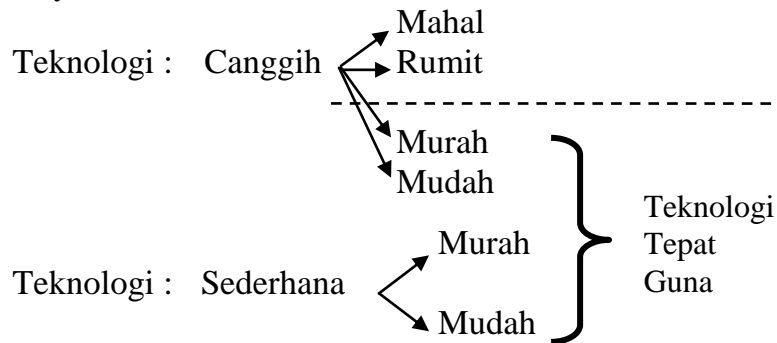 Mahal
Teknologi : Canggih Rumit
Murah
Mudah
Teknologi
Tepat
Guna
Murah
Teknologi : Sederhana
Mudah